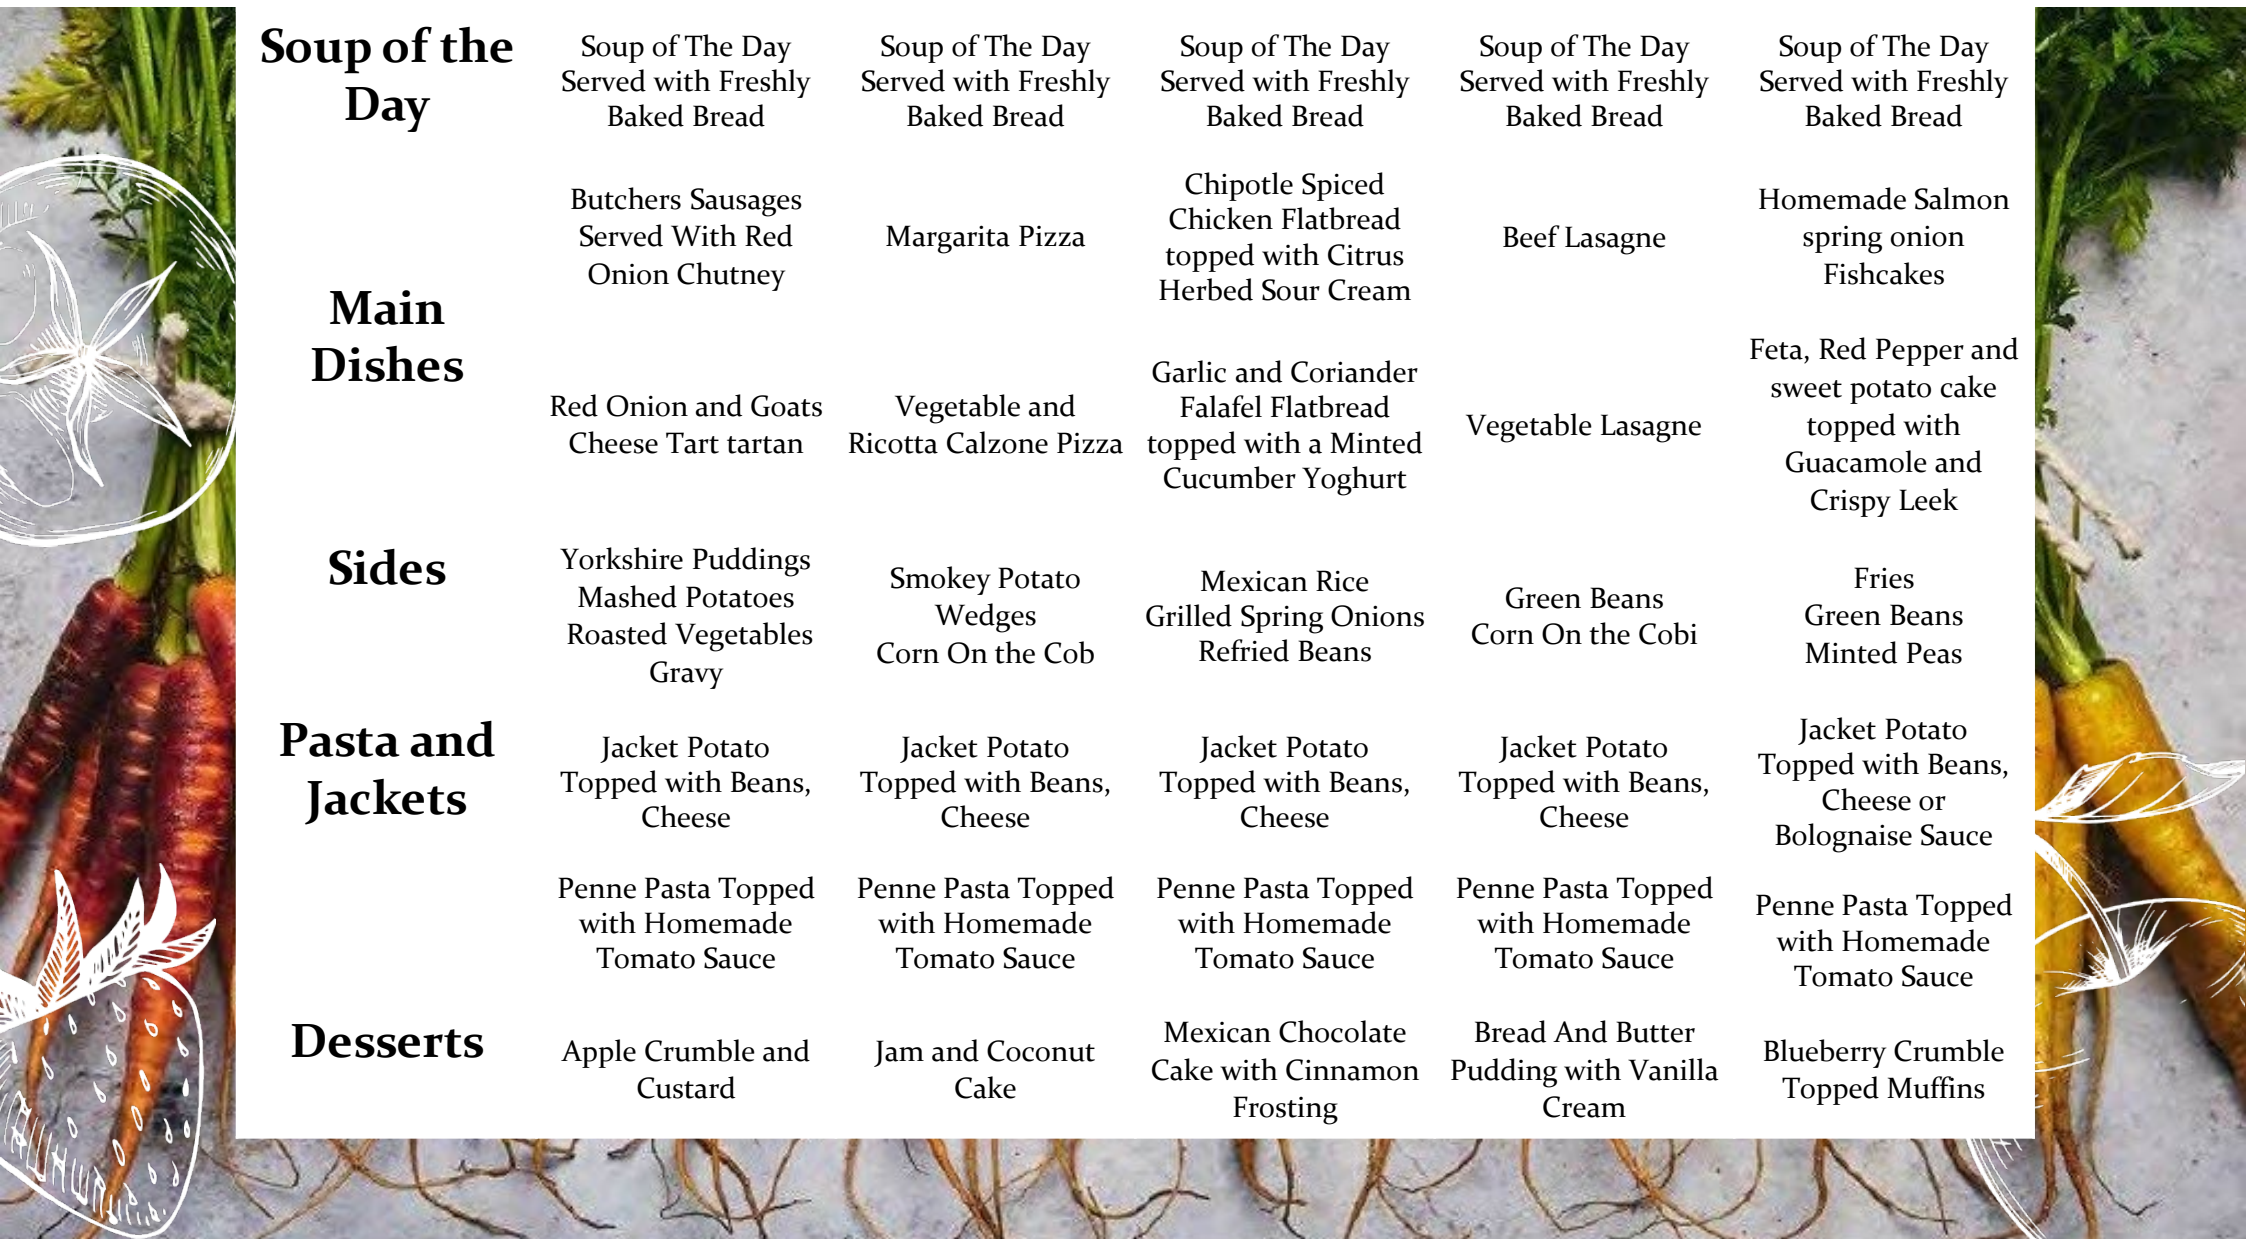 Soup of the
Day
Soup of The Day
Served with Freshly
Baked Bread
Soup of The Day
Served with Freshly
Baked Bread
Soup of The Day
Served with Freshly
Baked Bread
Soup of The Day
Served with Freshly
Baked Bread
Soup of The Day
Served with Freshly
Baked Bread
Main
Dishes
Butchers Sausages
Served With Red
Onion Chutney
Margarita Pizza
Chipotle Spiced
Chicken Flatbread
topped with Citrus
Herbed Sour Cream
Beef Lasagne
Homemade Salmon
spring onion
Fishcakes
Red Onion and Goats
Cheese Tart tartan
Vegetable and
Ricotta Calzone Pizza
Garlic and Coriander
Falafel Flatbread
topped with a Minted
Cucumber Yoghurt
Vegetable Lasagne
Feta, Red Pepper and
sweet potato cake
topped with
Guacamole and
Crispy Leek
Sides
Yorkshire Puddings
Mashed Potatoes
Roasted Vegetables
Gravy
Smokey Potato
Wedges
Corn On the Cob
Mexican Rice
Grilled Spring Onions
Refried Beans
Green Beans
Corn On the Cobi
Fries
Green Beans
Minted Peas
Pasta and
Jackets
Jacket Potato
Topped with Beans,
Cheese
Jacket Potato
Topped with Beans,
Cheese
Jacket Potato
Topped with Beans,
Cheese
Jacket Potato
Topped with Beans,
Cheese
Jacket Potato
Topped with Beans,
Cheese or
Bolognaise Sauce
Penne Pasta Topped
with Homemade
Tomato Sauce
Penne Pasta Topped
with Homemade
Tomato Sauce
Penne Pasta Topped
with Homemade
Tomato Sauce
Penne Pasta Topped
with Homemade
Tomato Sauce
Penne Pasta Topped
with Homemade
Tomato Sauce
Desserts
Apple Crumble and
Custard
Jam and Coconut
Cake
Mexican Chocolate
Cake with Cinnamon
Frosting
Bread And Butter
Pudding with Vanilla
Cream
Blueberry Crumble
Topped Muffins